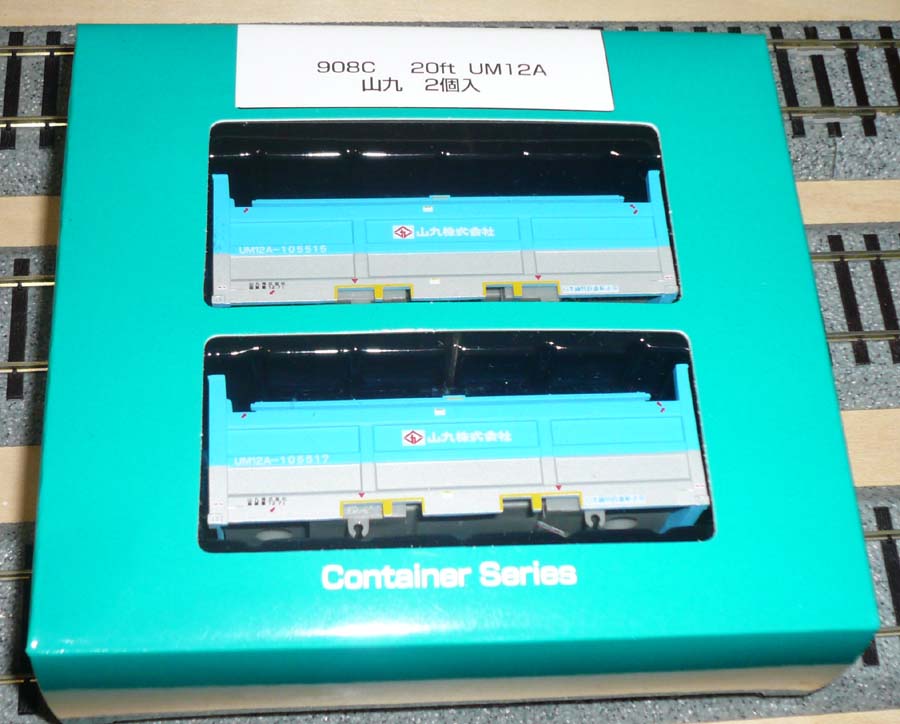 908C 20ft UM12A
山九 2個入
山九株式会社
UM12A-105516
山九株式会社
UM12A-105517
Container Series